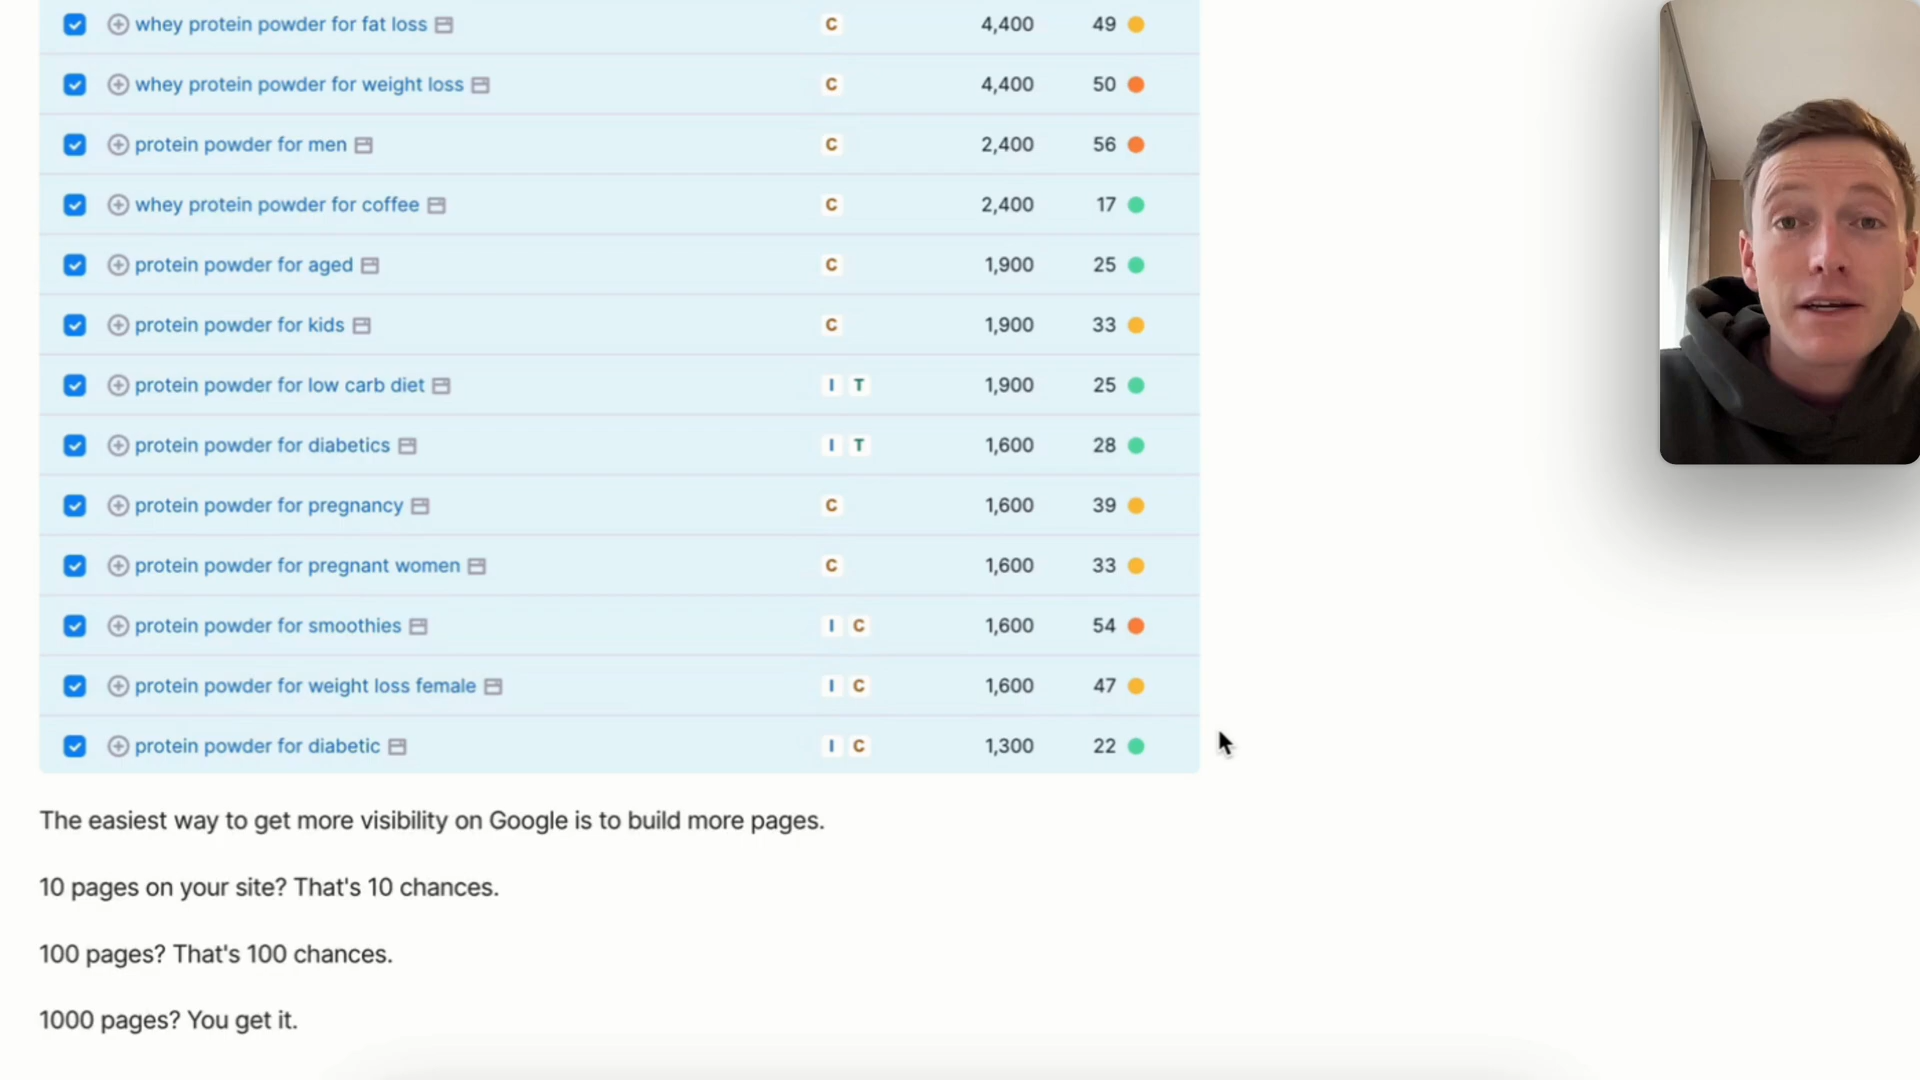 whey protein powder for fat loss C 4,400 49
whey protein powder for weight loss C 4,400 50
protein powder for men C 2,400 56
whey protein powder for coffee C 2,400 17
protein powder for aged C 1,900 25
protein powder for kids C 1,900 33
protein powder for low carb diet I T 1,900 25
protein powder for diabetics I T 1,600 28
protein powder for pregnancy C 1,600 39
protein powder for pregnant women C 1,600 33
protein powder for smoothies I C 1,600 54
protein powder for weight loss female I C 1,600 47
protein powder for diabetic I C 1,300 22
The easiest way to get more visibility on Google is to build more pages.
10 pages on your site? That's 10 chances.
100 pages? That's 100 chances.
1000 pages? You get it.